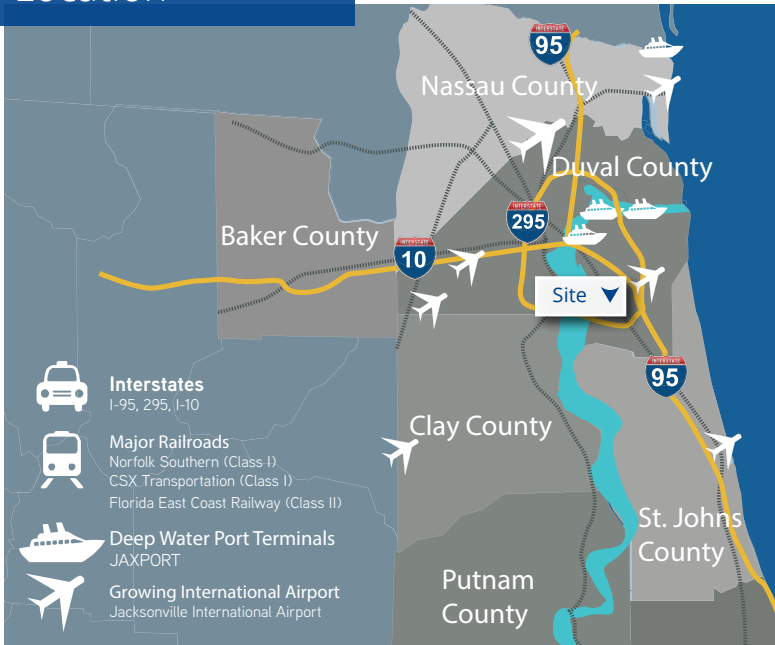 Location
INTERSTATE
95
Nassau County
Duval County
INTERSTATE
295
Baker County
INTERSTATE
10
Site
INTERSTATE
95
Interstates
I-95, 295, I-10
Major Railroads
Norfolk Southern (Class I)
CSX Transportation (Class I)
Florida East Coast Railway (Class II)
Deep Water Port Terminals
JAXPORT
Growing International Airport
Jacksonville International Airport
Clay County
St. Johns
County
Putnam
County